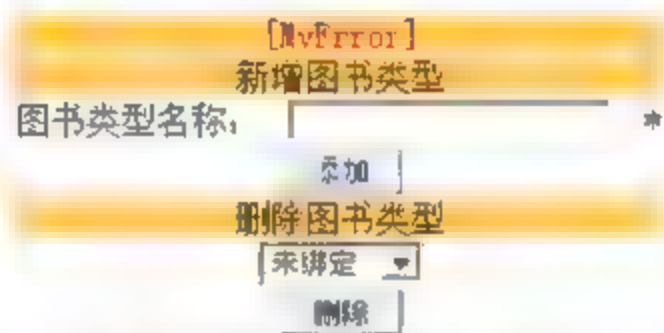 [MyError]
新增图书类型
图书类型名称： *
添加
删除图书类型
未绑定
删除